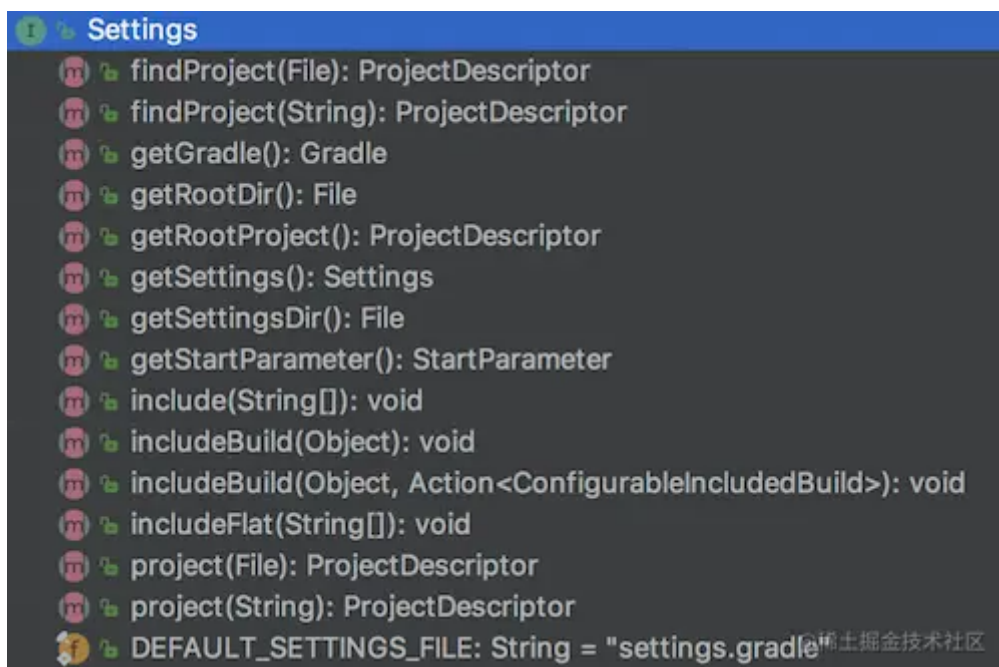 Settings
findProject(File): ProjectDescriptor
findProject(String): ProjectDescriptor
getGradle(): Gradle
getRootDir(): File
getRootProject(): ProjectDescriptor
getSettings(): Settings
getSettingsDir(): File
getStartParameter(): StartParameter
include(String[]): void
includeBuild(Object): void
includeBuild(Object, Action<ConfigurableIncludedBuild>): void
includeFlat(String[]): void
project(File): ProjectDescriptor
project(String): ProjectDescriptor
DEFAULT_SETTINGS_FILE: String = "settings.gradle"
@稀土掘金技术社区